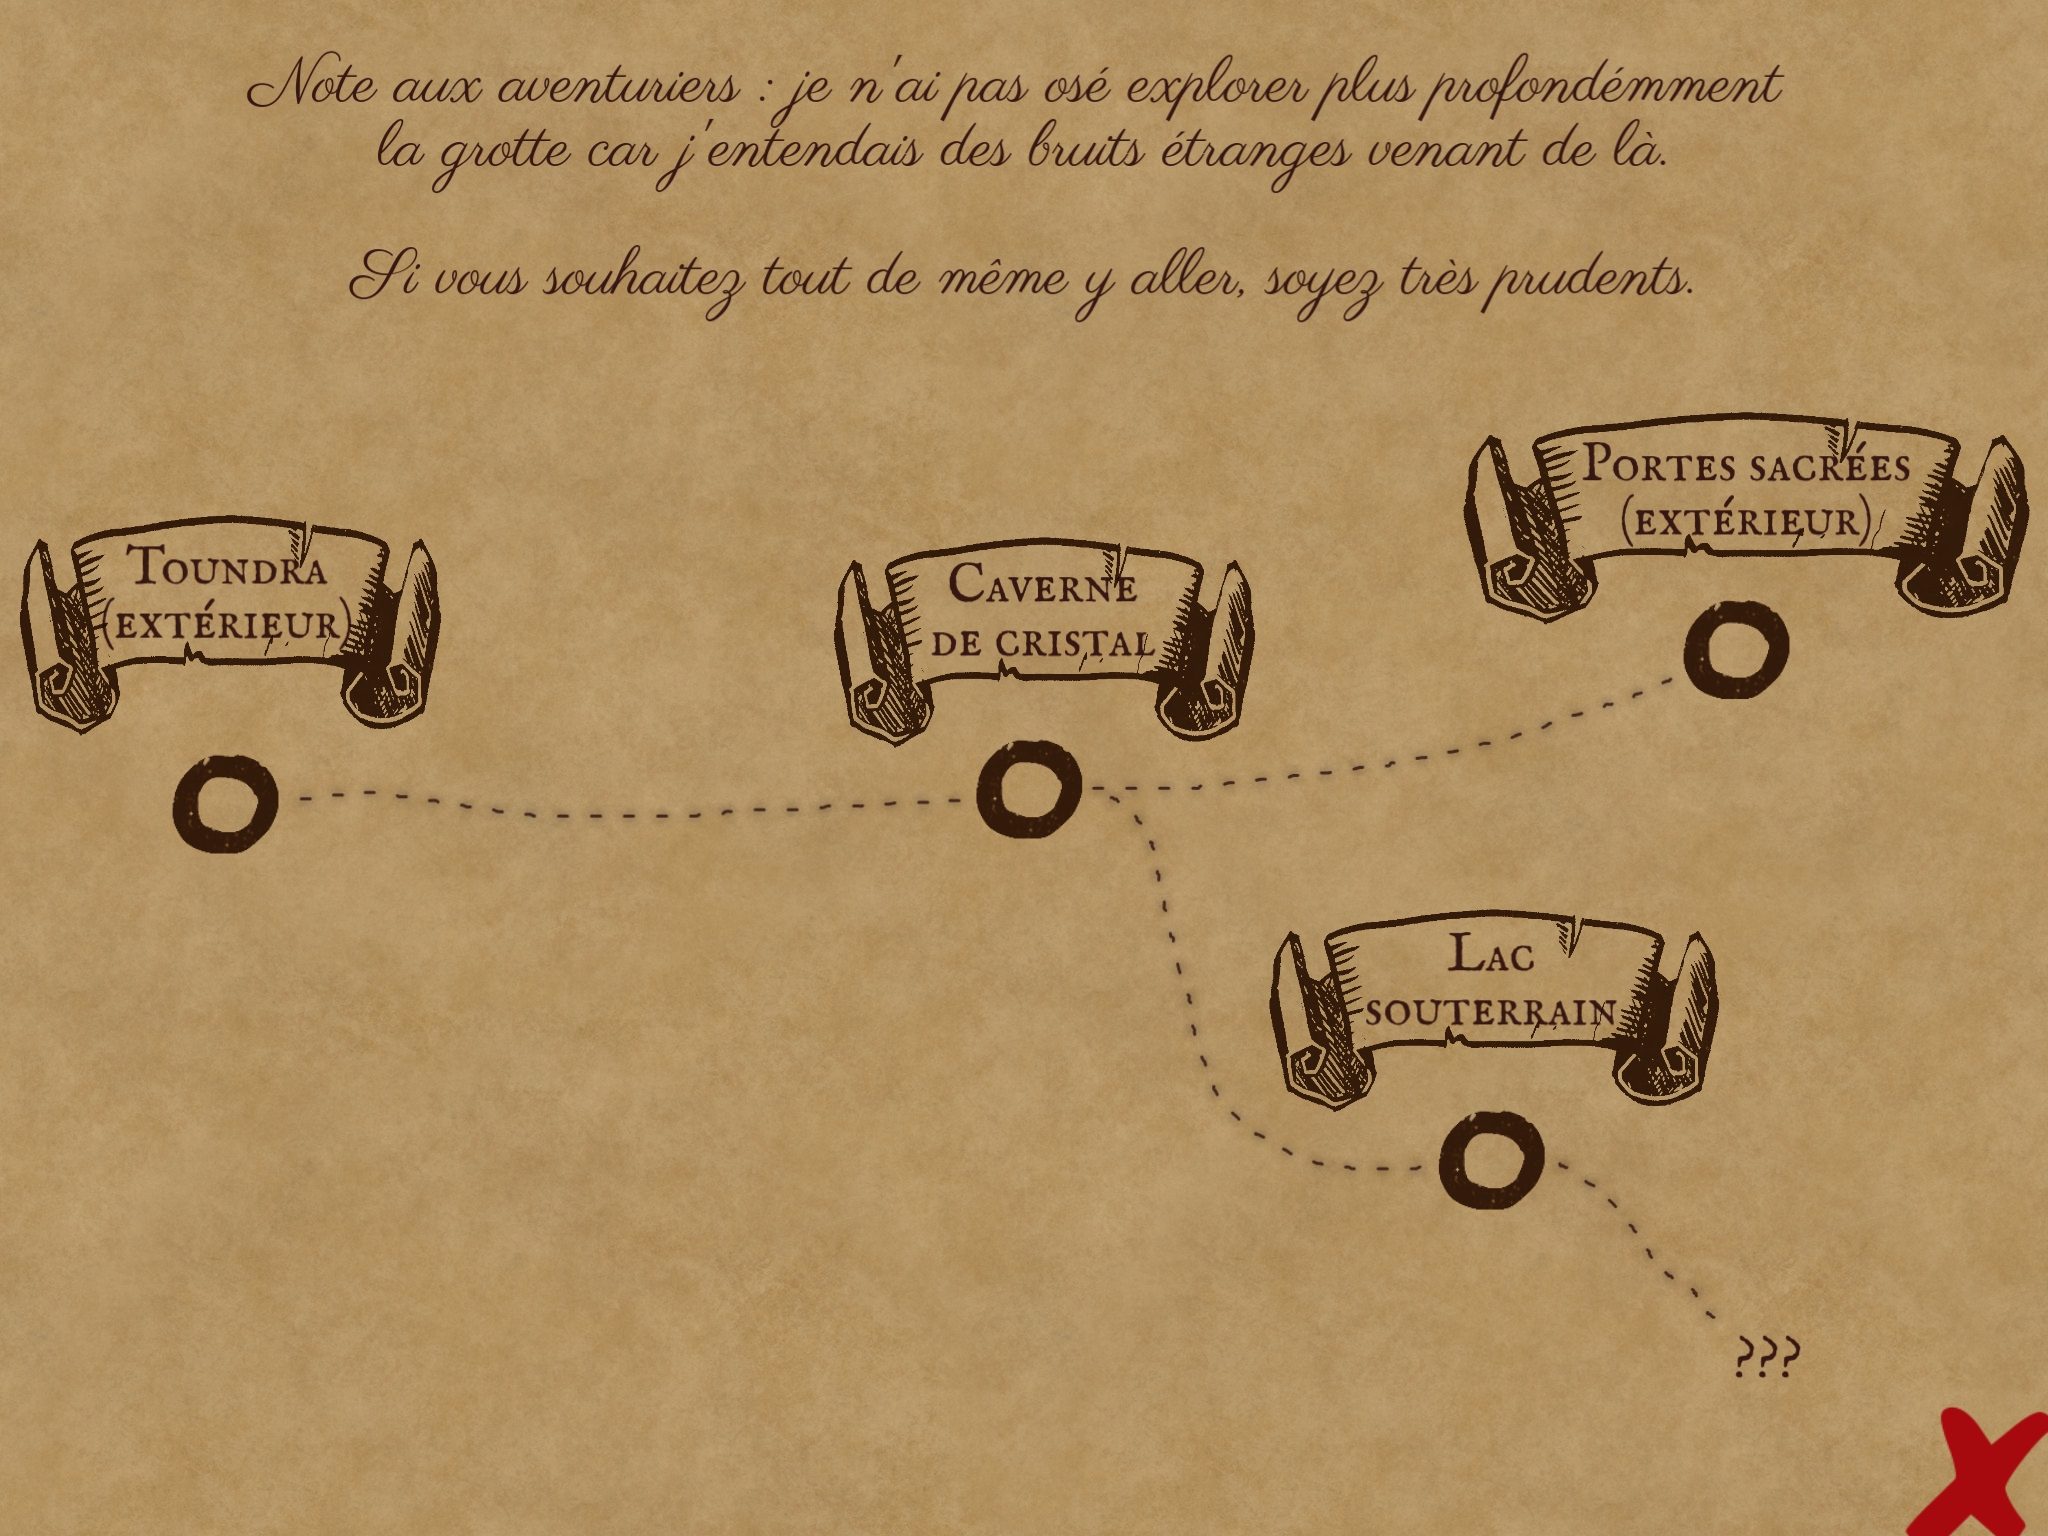 Note aux aventuriers : je n'ai pas osé explorer plus profondémment
la grotte car j'entendais des bruits étranges venant de là.
Si vous souhaitez tout de même y aller, soyez très prudents.
Portes sacrées
(extérieur)
Toundra
(extérieur)
Caverne
de cristal
Lac
souterrain
???